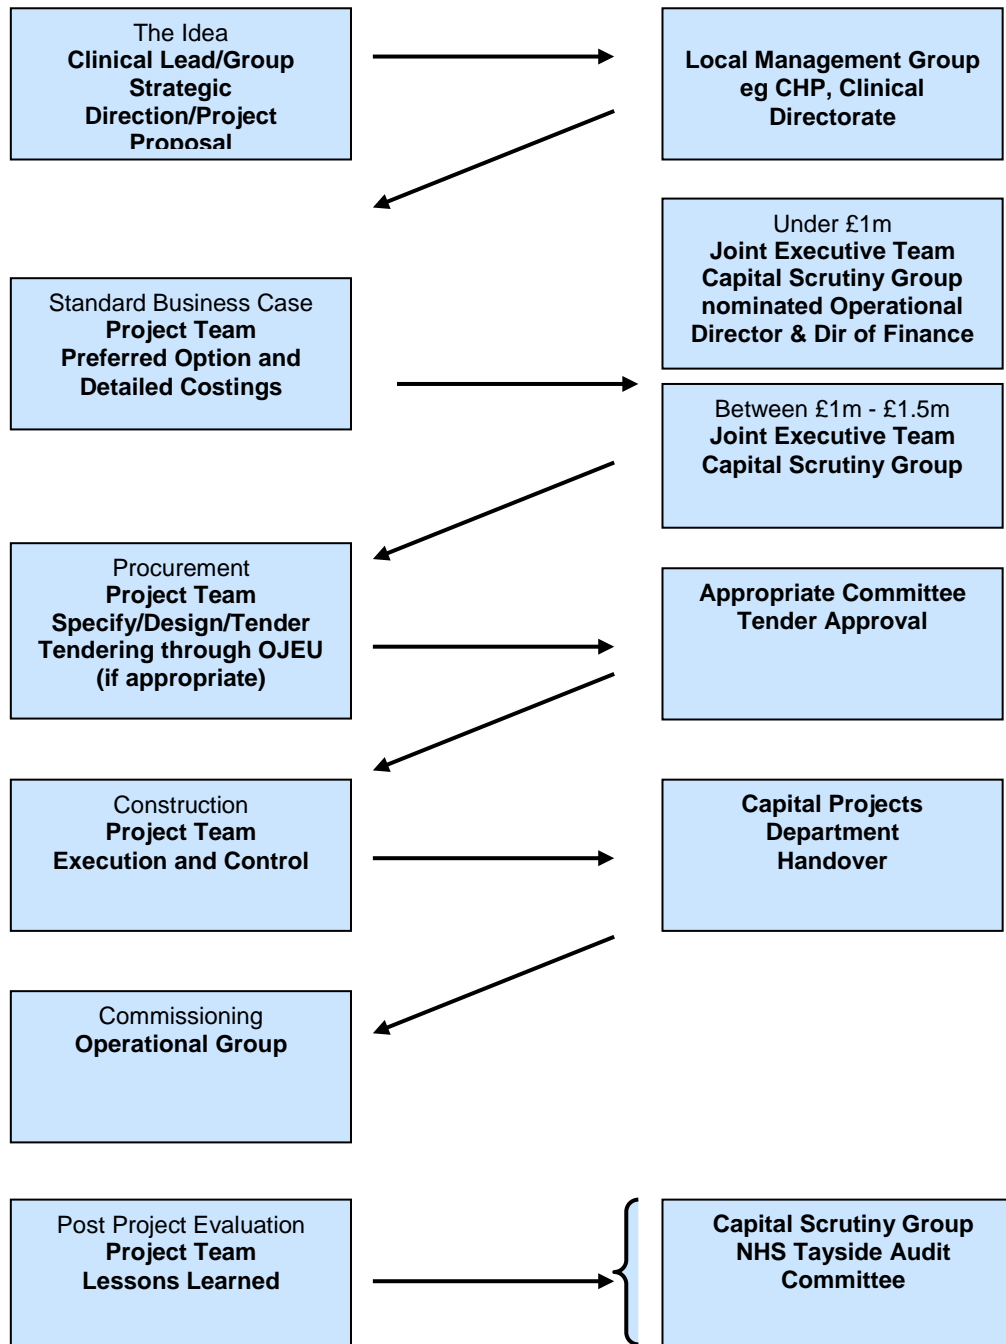 The Idea
Clinical Lead/Group
Strategic
Direction/Project
Proposal
Local Management Group
eg CHP, Clinical
Directorate
Under £1m
Joint Executive Team
Capital Scrutiny Group
nominated Operational
Director & Dir of Finance
Standard Business Case
Project Team
Preferred Option and
Detailed Costings
Between £1m - £1.5m
Joint Executive Team
Capital Scrutiny Group
Procurement
Project Team
Specify/Design/Tender
Tendering through OJEU
(if appropriate)
Appropriate Committee
Tender Approval
Construction
Project Team
Execution and Control
Capital Projects
Department
Handover
Commissioning
Operational Group
Post Project Evaluation
Project Team
Lessons Learned
Capital Scrutiny Group
NHS Tayside Audit
Committee